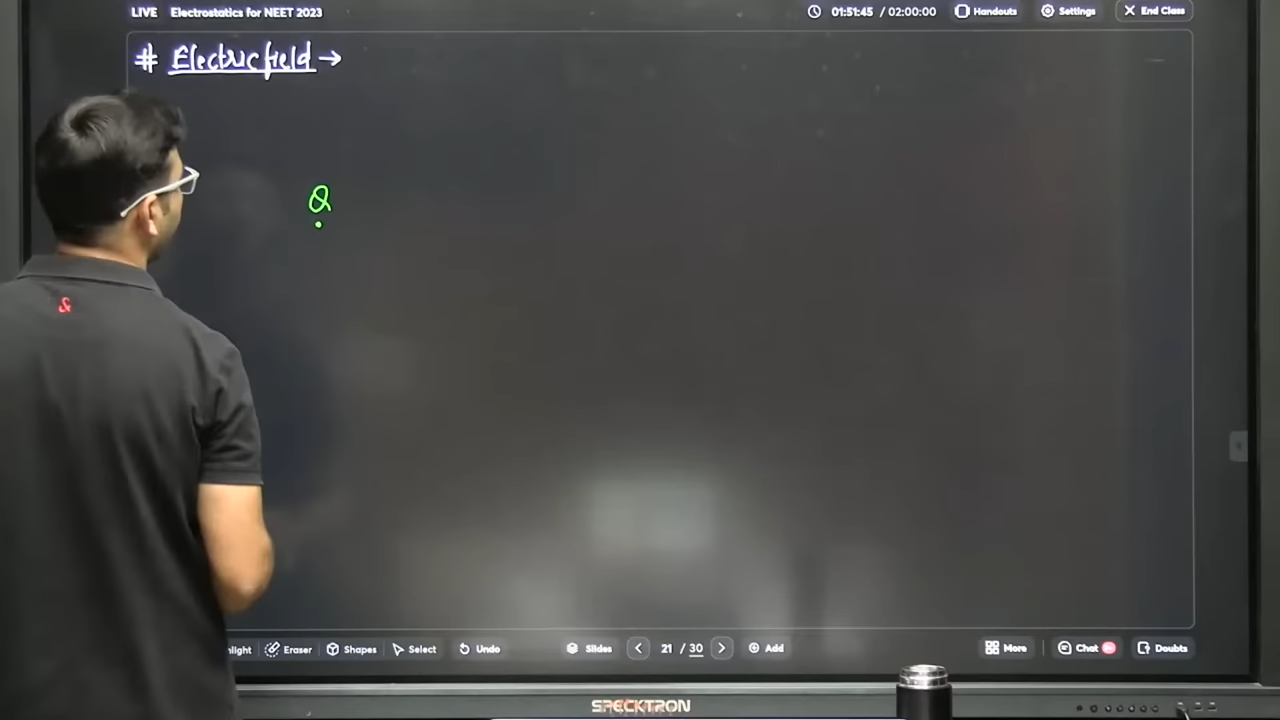 LIVE Electrostatics for NEET 2023
01:51:45 / 02:00:00 Handouts Settings End Class
# Electric field →
Q
&
Eraser Shapes Select Undo Slides 21 / 30 Add More Chat Doubts
SPECKTRON